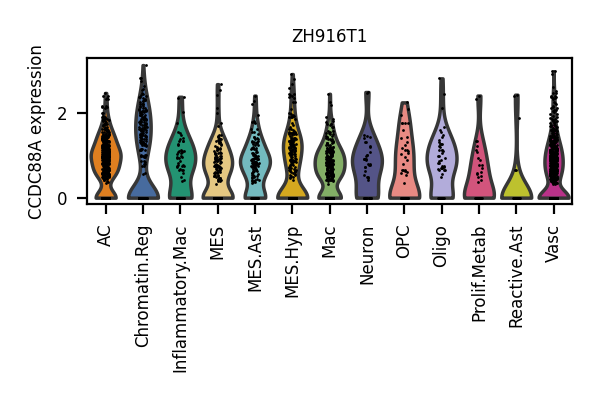 ZH916T1
CCDC88A expression
2
0
AC
Chromatin.Reg
Inflammatory.Mac
MES
MES.Ast
MES.Hyp
Mac
Neuron
OPC
Oligo
Prolif.Metab
Reactive.Ast
Vasc